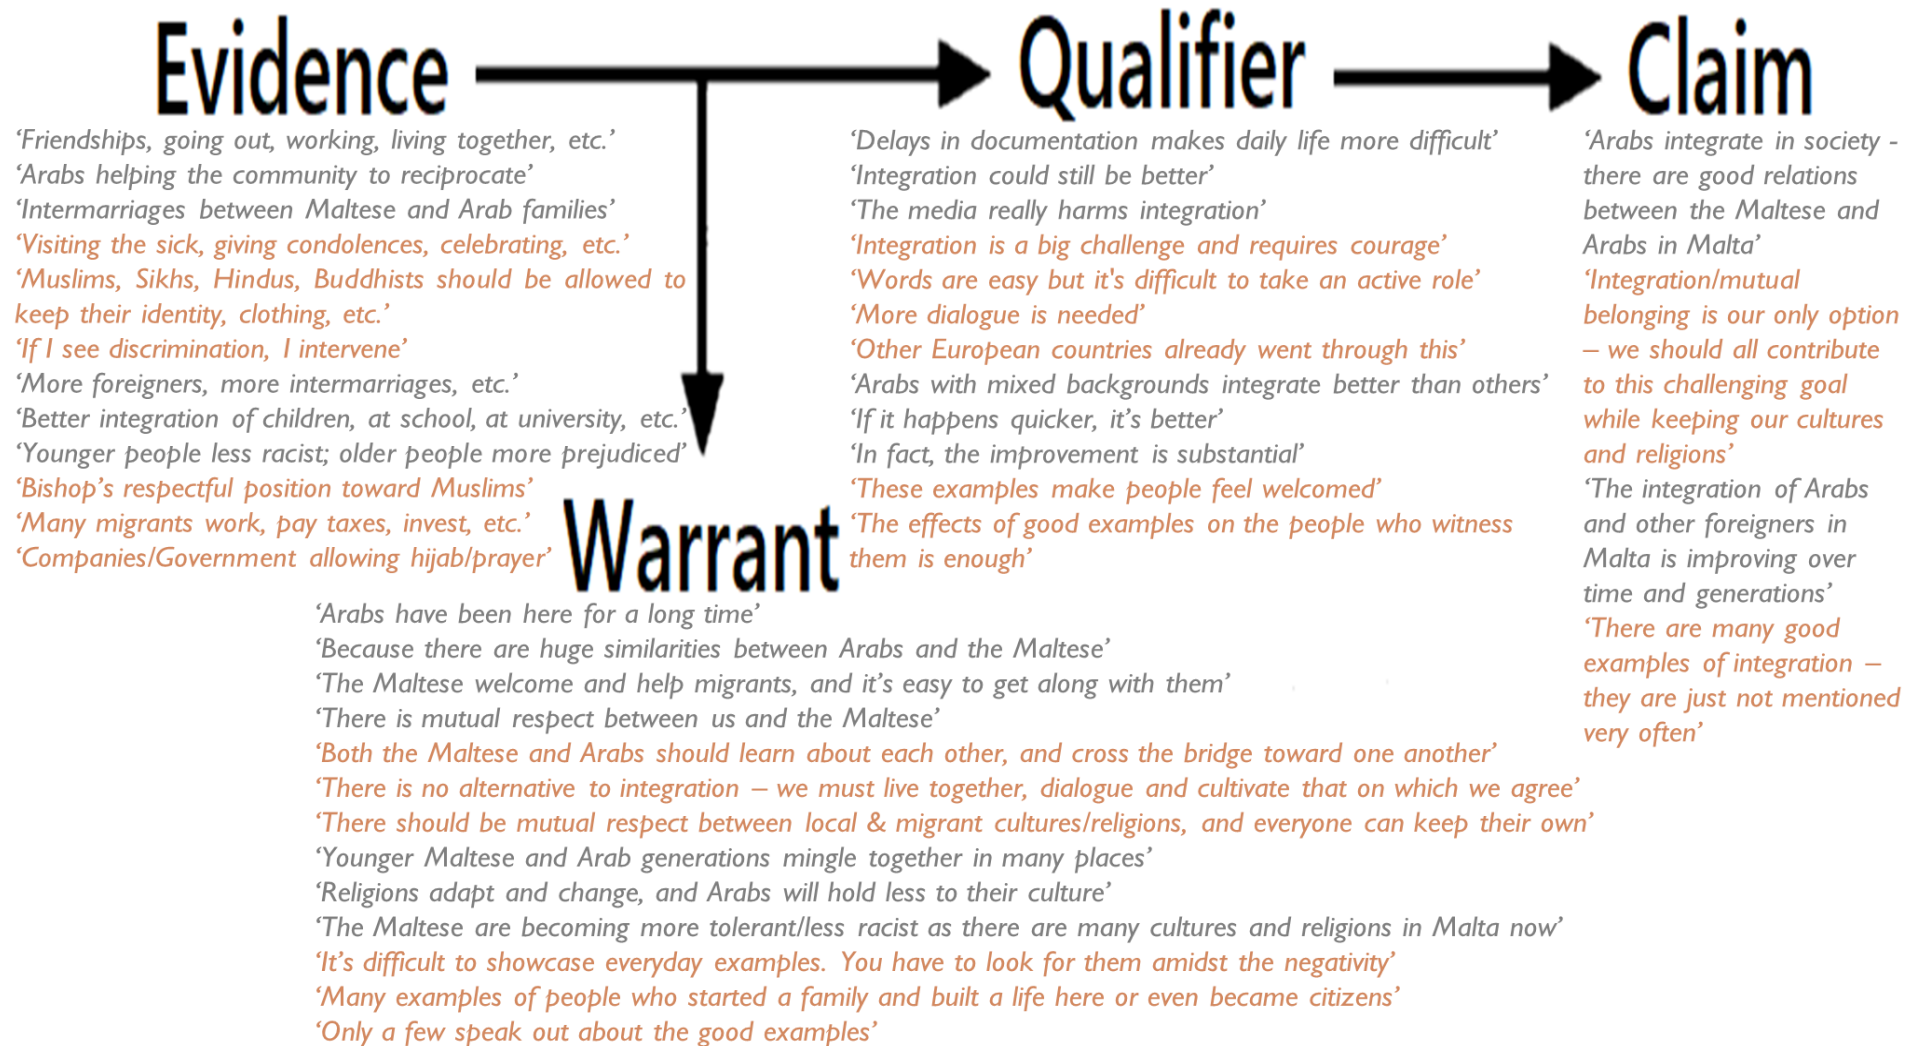 Evidence
‘Friendships, going out, working, living together, etc.’
‘Arabs helping the community to reciprocate’
‘Intermarriages between Maltese and Arab families’
‘Visiting the sick, giving condolences, celebrating, etc.’
‘Muslims, Sikhs, Hindus, Buddhists should be allowed to
keep their identity, clothing, etc.’
‘If I see discrimination, I intervene’
‘More foreigners, more intermarriages, etc.’
‘Better integration of children, at school, at university, etc.’
‘Younger people less racist; older people more prejudiced’
‘Bishop’s respectful position toward Muslims’
‘Many migrants work, pay taxes, invest, etc.’
‘Companies/Government allowing hijab/prayer’
Qualifier
‘Delays in documentation makes daily life more difficult’
‘Integration could still be better’
‘The media really harms integration’
‘Integration is a big challenge and requires courage’
‘Words are easy but it's difficult to take an active role’
‘More dialogue is needed’
‘Other European countries already went through this’
‘Arabs with mixed backgrounds integrate better than others’
‘If it happens quicker, it’s better’
‘In fact, the improvement is substantial’
‘These examples make people feel welcomed’
‘The effects of good examples on the people who witness
them is enough’
Claim
‘Arabs integrate in society -
there are good relations
between the Maltese and
Arabs in Malta’
‘Integration/mutual
belonging is our only option
– we should all contribute
to this challenging goal
while keeping our cultures
and religions’
‘The integration of Arabs
and other foreigners in
Malta is improving over
time and generations’
‘There are many good
examples of integration –
they are just not mentioned
very often’
Warrant
‘Arabs have been here for a long time’
‘Because there are huge similarities between Arabs and the Maltese’
‘The Maltese welcome and help migrants, and it’s easy to get along with them’
‘There is mutual respect between us and the Maltese’
‘Both the Maltese and Arabs should learn about each other, and cross the bridge toward one another’
‘There is no alternative to integration – we must live together, dialogue and cultivate that on which we agree’
‘There should be mutual respect between local & migrant cultures/religions, and everyone can keep their own’
‘Younger Maltese and Arab generations mingle together in many places’
‘Religions adapt and change, and Arabs will hold less to their culture’
‘The Maltese are becoming more tolerant/less racist as there are many cultures and religions in Malta now’
‘It’s difficult to showcase everyday examples. You have to look for them amidst the negativity’
‘Many examples of people who started a family and built a life here or even became citizens’
‘Only a few speak out about the good examples’